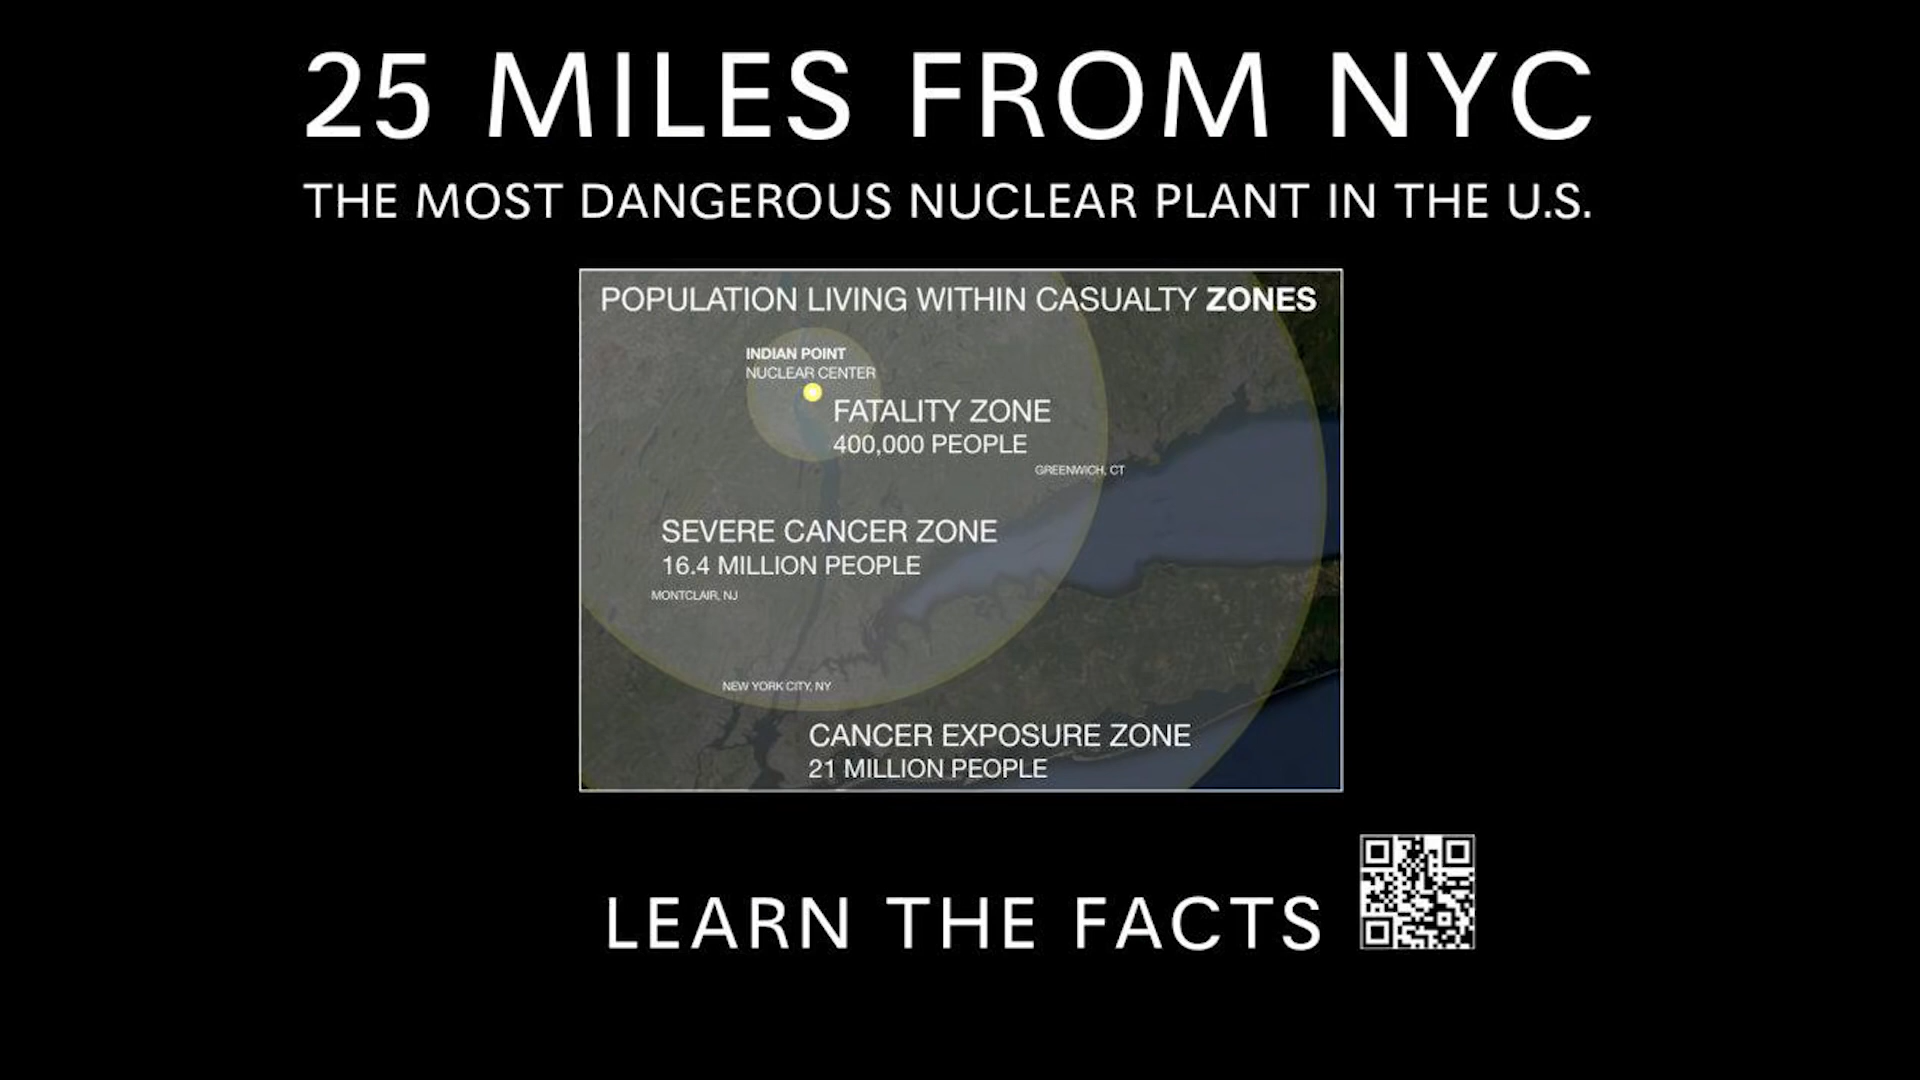 25 MILES FROM NYC
THE MOST DANGEROUS NUCLEAR PLANT IN THE U.S.
POPULATION LIVING WITHIN CASUALTY ZONES
INDIAN POINT
NUCLEAR CENTER
FATALITY ZONE
400,000 PEOPLE
GREENWICH, CT
SEVERE CANCER ZONE
16.4 MILLION PEOPLE
MONTCLAIR, NJ
NEW YORK CITY, NY
CANCER EXPOSURE ZONE
21 MILLION PEOPLE
LEARN THE FACTS